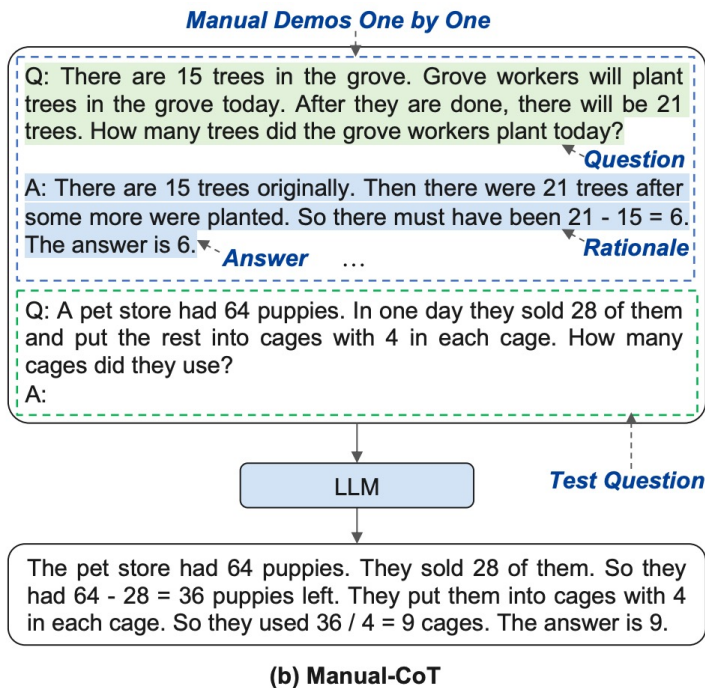 Manual Demos One by One
Q: There are 15 trees in the grove. Grove workers will plant
trees in the grove today. After they are done, there will be 21
trees. How many trees did the grove workers plant today?
Question
A: There are 15 trees originally. Then there were 21 trees after
some more were planted. So there must have been 21 - 15 = 6.
The answer is 6.
Answer
...
Rationale
Q: A pet store had 64 puppies. In one day they sold 28 of them
and put the rest into cages with 4 in each cage. How many
cages did they use?
A:
LLM
Test Question
The pet store had 64 puppies. They sold 28 of them. So they
had 64 - 28 = 36 puppies left. They put them into cages with 4
in each cage. So they used 36 / 4 = 9 cages. The answer is 9.
(b) Manual-CoT